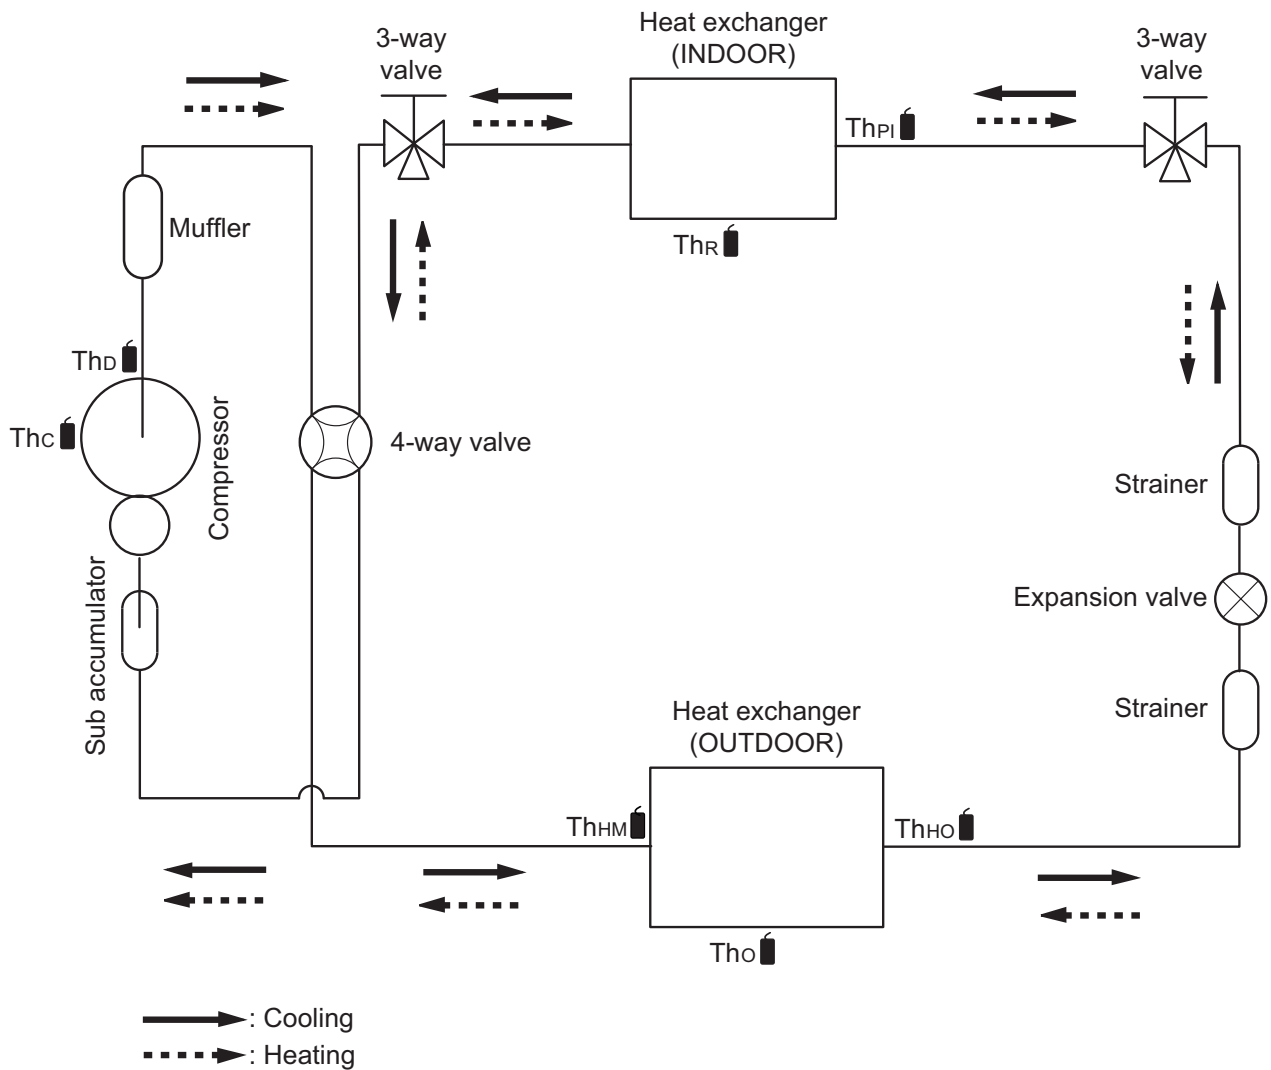 Heat exchanger
(INDOOR)
3-way
valve
3-way
valve
ThPI
Muffler
ThR
ThD
ThC
Compressor
4-way valve
Strainer
Expansion valve
Sub accumulator
Strainer
Heat exchanger
(OUTDOOR)
ThHM
ThHO
ThO
: Cooling
: Heating